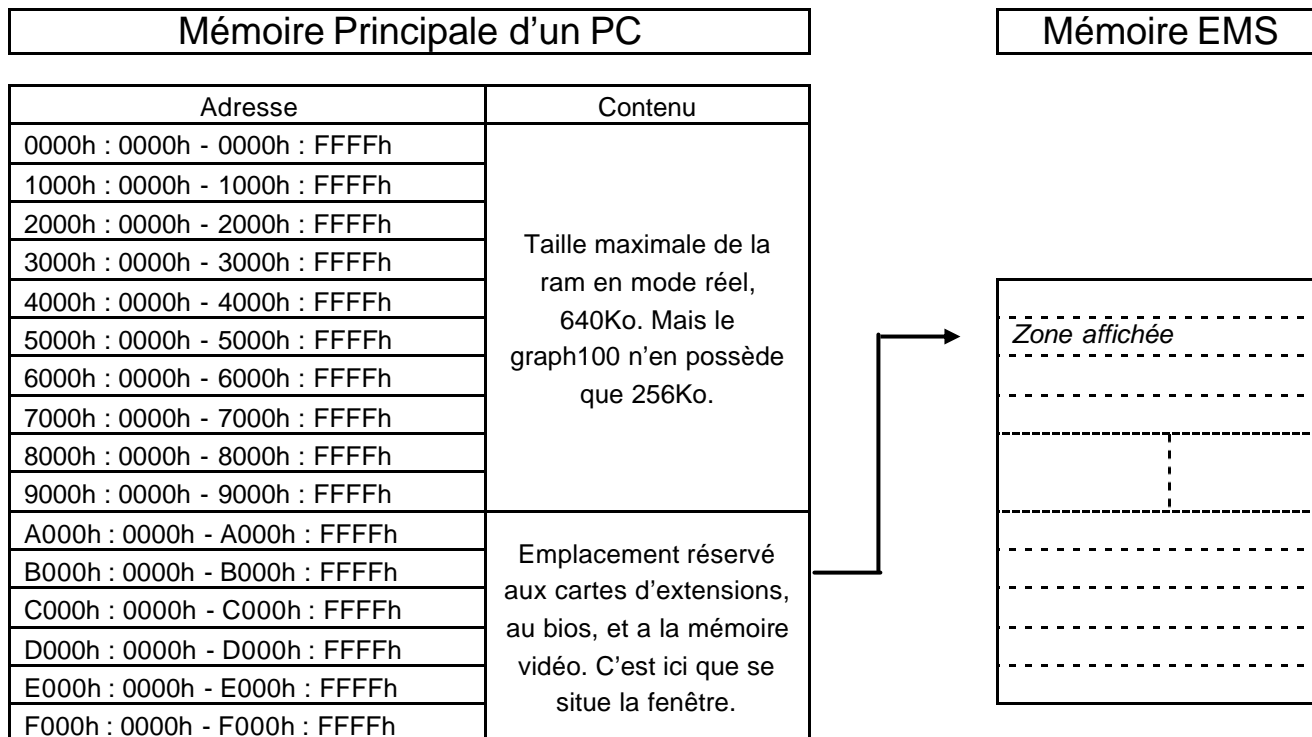 Mémoire Principale d'un PC
Mémoire EMS
Adresse
Contenu
0000h : 0000h - 0000h : FFFFh
1000h : 0000h - 1000h : FFFFh
2000h : 0000h - 2000h : FFFFh
3000h : 0000h - 3000h : FFFFh
4000h : 0000h - 4000h : FFFFh
5000h : 0000h - 5000h : FFFFh
6000h : 0000h - 6000h : FFFFh
7000h : 0000h - 7000h : FFFFh
8000h : 0000h - 8000h : FFFFh
9000h : 0000h - 9000h : FFFFh
Taille maximale de la
ram en mode réel,
640Ko. Mais le
graph100 n'en possède
que 256Ko.
A000h : 0000h - A000h : FFFFh
B000h : 0000h - B000h : FFFFh
C000h : 0000h - C000h : FFFFh
D000h : 0000h - D000h : FFFFh
E000h : 0000h - E000h : FFFFh
F000h : 0000h - F000h : FFFFh
Emplacement réservé
aux cartes d'extensions,
au bios, et a la mémoire
vidéo. C'est ici que se
situe la fenêtre.
Zone affichée